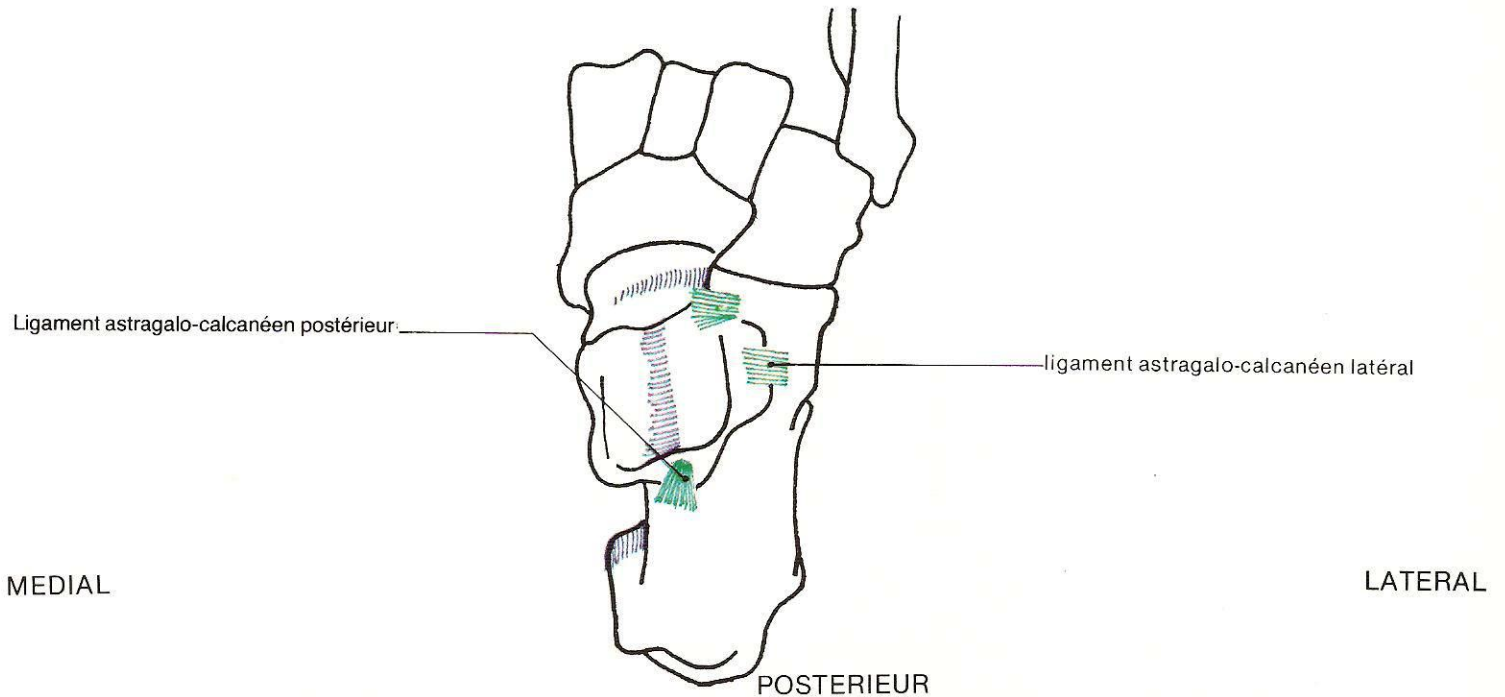 Ligament astragalo-calcanéen postérieur
ligament astragalo-calcanéen latéral
MEDIAL
LATERAL
POSTERIEUR